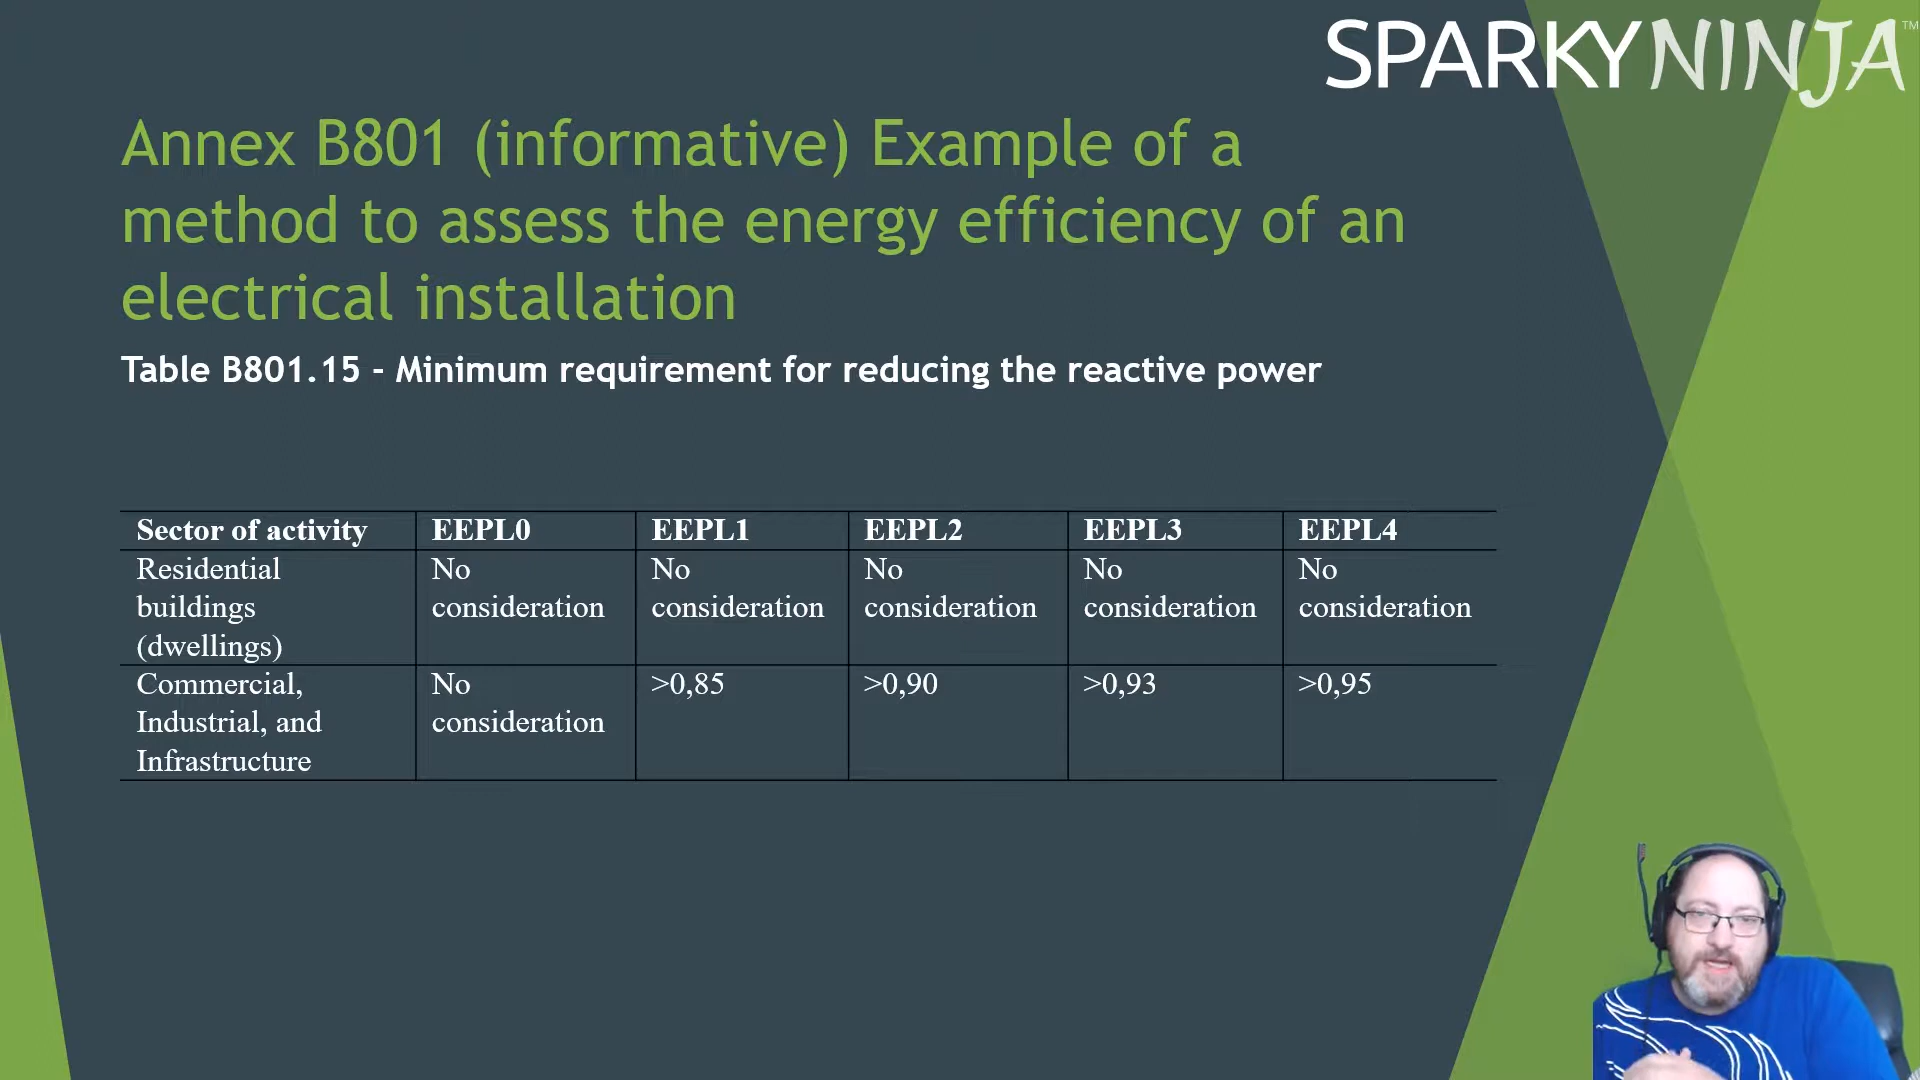 SPARKYNINJA™
Annex B801 (informative) Example of a
method to assess the energy efficiency of an
electrical installation
Table B801.15 - Minimum requirement for reducing the reactive power
Sector of activity EEPL0 EEPL1 EEPL2 EEPL3 EEPL4
Residential No No No No No
buildings consideration consideration consideration consideration consideration
(dwellings)
Commercial, No >0,85 >0,90 >0,93 >0,95
Industrial, and consideration
Infrastructure